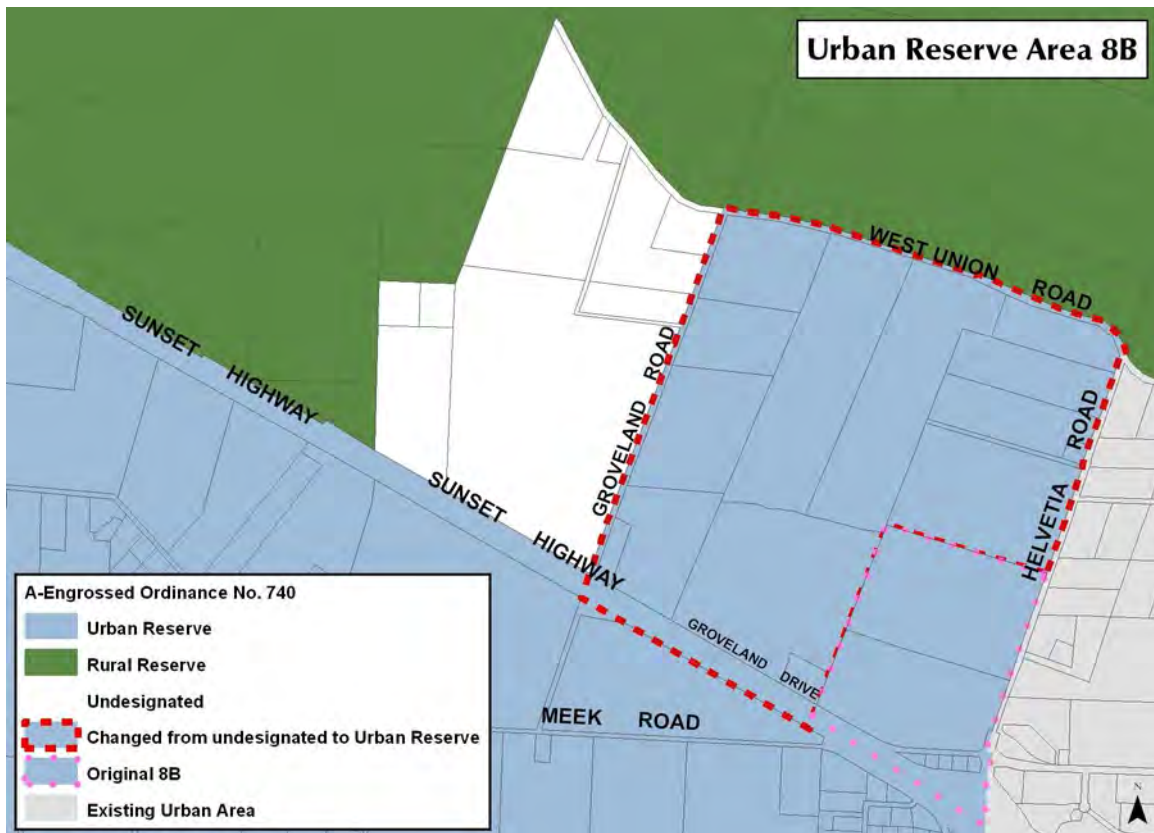 Urban Reserve Area 8B
WEST UNION ROAD
SUNSET HIGHWAY
GROVELAND ROAD
HELVETIA ROAD
SUNSET HIGHWAY
GROVELAND DRIVE
MEEK ROAD
A-Engrossed Ordinance No. 740
Urban Reserve
Rural Reserve
Undesignated
Changed from undesignated to Urban Reserve
Original 8B
Existing Urban Area
N